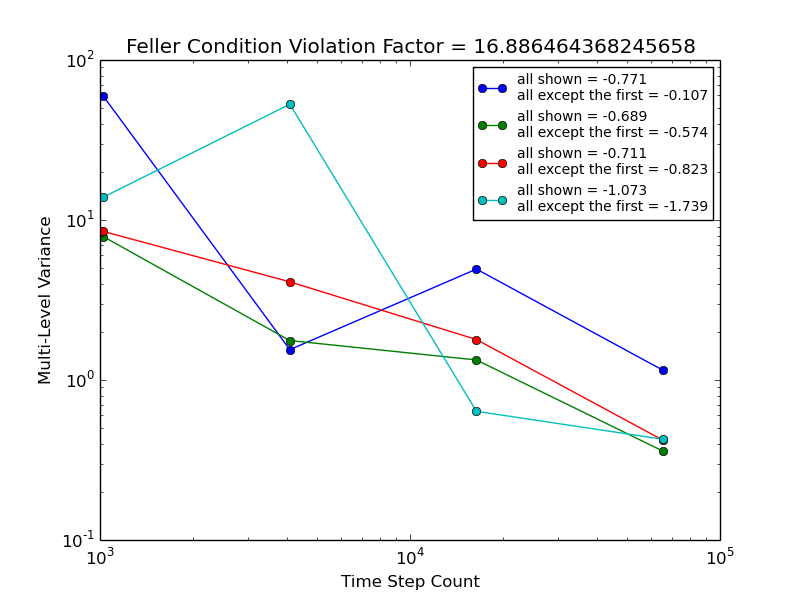 Feller Condition Violation Factor = 16.886464368245658
10^2
10^1
10^0
10^-1
Multi-Level Variance
all shown = -0.771
all except the first = -0.107
all shown = -0.689
all except the first = -0.574
all shown = -0.711
all except the first = -0.823
all shown = -1.073
all except the first = -1.739
10^3 10^4 10^5
Time Step Count